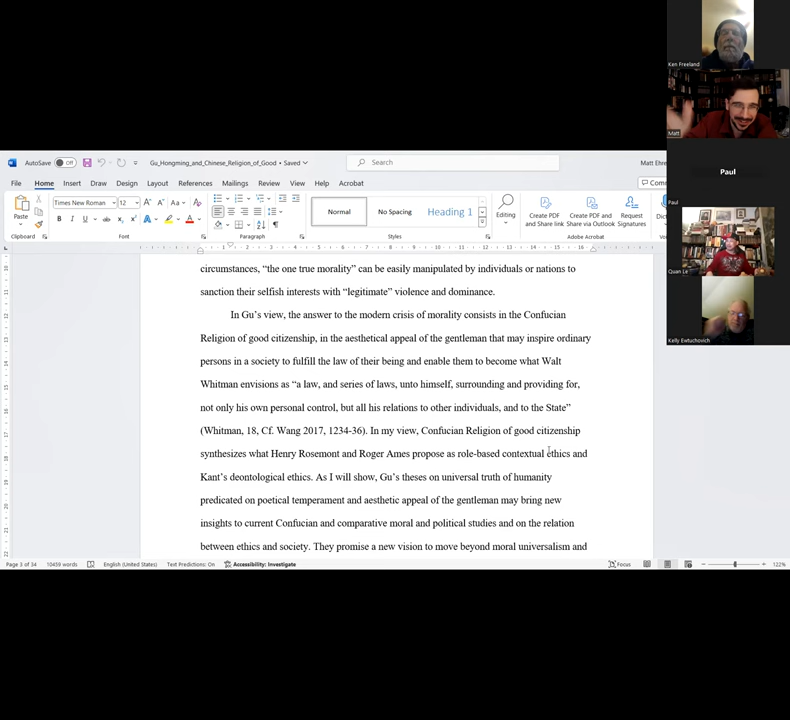 Ken Freeland
Matt
Paul
Paul
Quan Le
Kelly Ewtuchovich
AutoSave Off
Gu_Hongming_and_Chinese_Religion_of_Good • Saved
Search
Matt Ehre
File Home Insert Draw Design Layout References Mailings Review View Help Acrobat
Comm
Paste
Times New Roman 12
Normal No Spacing Heading 1
Editing
Create PDF and Share link
Create PDF and Share via Outlook
Request Signatures
Dict
Clipboard Font Paragraph Styles Adobe Acrobat
circumstances, “the one true morality” can be easily manipulated by individuals or nations to
sanction their selfish interests with “legitimate” violence and dominance.
In Gu’s view, the answer to the modern crisis of morality consists in the Confucian
Religion of good citizenship, in the aesthetical appeal of the gentleman that may inspire ordinary
persons in a society to fulfill the law of their being and enable them to become what Walt
Whitman envisions as “a law, and series of laws, unto himself, surrounding and providing for,
not only his own personal control, but all his relations to other individuals, and to the State”
(Whitman, 18, Cf. Wang 2017, 1234-36). In my view, Confucian Religion of good citizenship
synthesizes what Henry Rosemont and Roger Ames propose as role-based contextual ethics and
Kant’s deontological ethics. As I will show, Gu’s theses on universal truth of humanity
predicated on poetical temperament and aesthetic appeal of the gentleman may bring new
insights to current Confucian and comparative moral and political studies and on the relation
between ethics and society. They promise a new vision to move beyond moral universalism and
Page 3 of 34 10459 words English (United States) Text Predictions: On Accessibility: Investigate Focus 122%